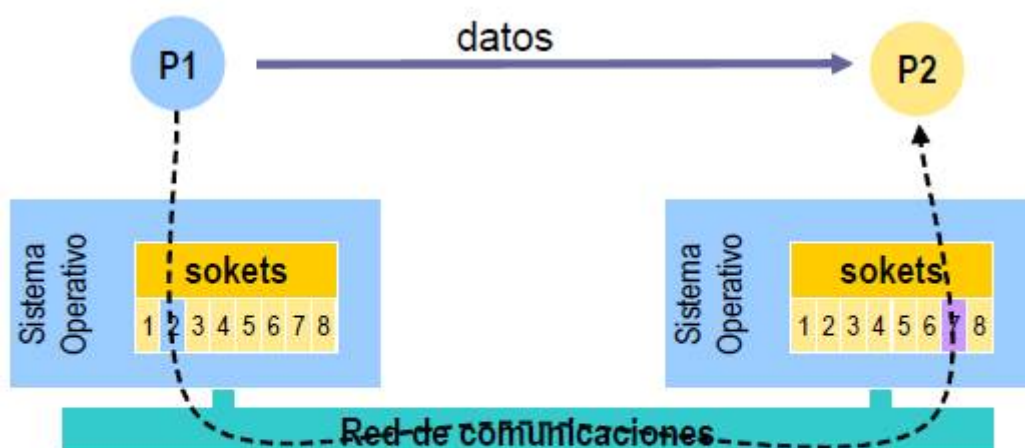 datos
P1
P2
Sistema
Operativo
sokets
1 2 3 4 5 6 7 8
Sistema
Operativo
sokets
1 2 3 4 5 6 7 8
Red de comunicaciones